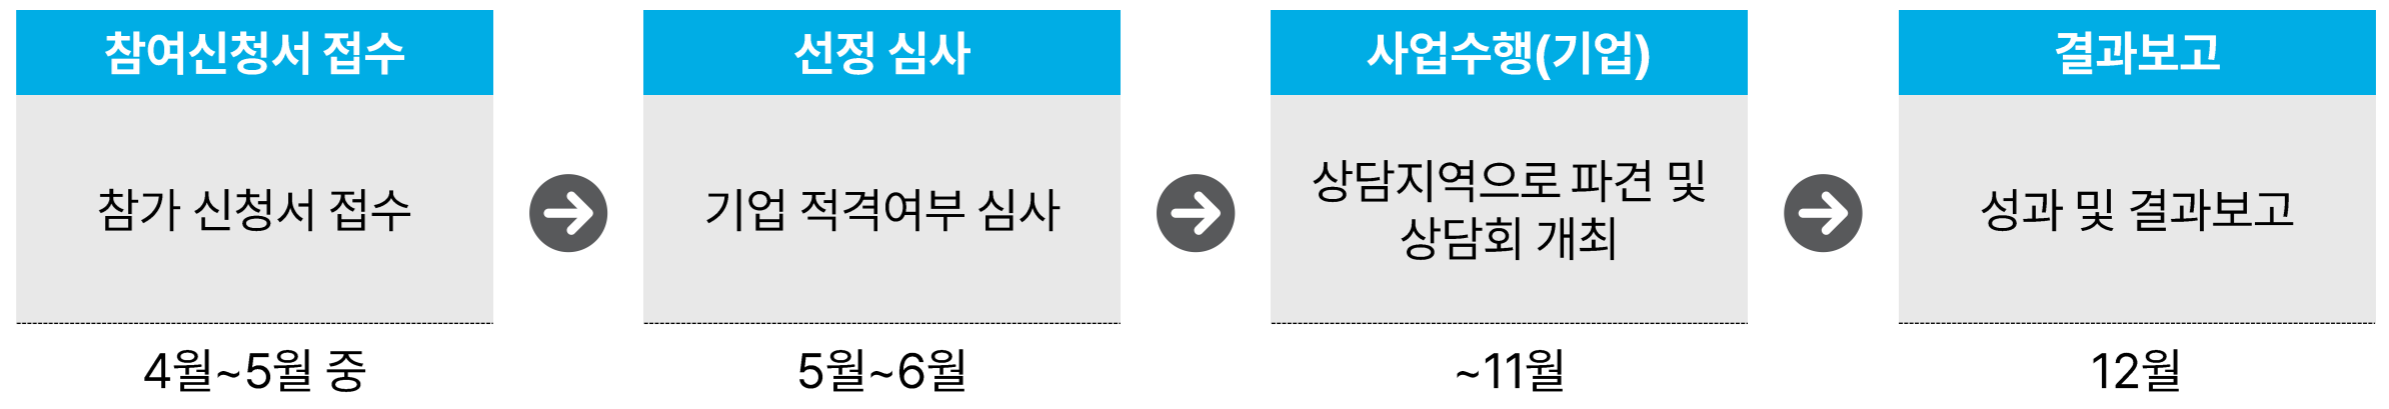 참여신청서 접수
참가 신청서 접수
4월~5월 중
선정 심사
기업 적격여부 심사
5월~6월
사업수행(기업)
상담지역으로 파견 및
상담회 개최
~11월
결과보고
성과 및 결과보고
12월